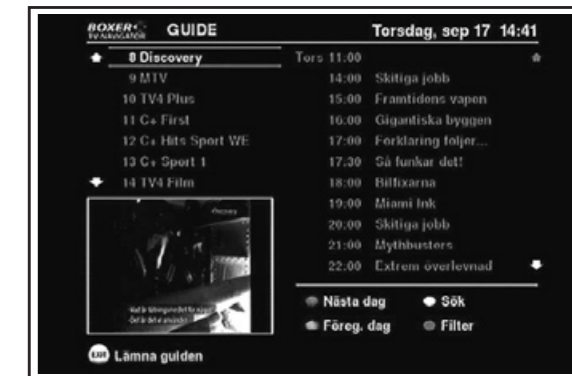 BOXER TV-NAVIGATOR GUIDE Torsdag, sep 17 14:41
8 Discovery
9 MTV
10 TV4 Plus
11 C+ First
12 C+ Hits Sport WE
13 C+ Sport 1
14 TV4 Film
Tors 11:00
14:00 Skitiga jobb
15:00 Framtidens vapen
16:00 Gigantiska byggen
17:00 Forklaring foljer...
17.30 Så funkar det!
18:00 Bilfixarna
19:00 Miami Ink
20:00 Skitiga jobb
21:00 Mythbusters
22:00 Extrem överlevnad
Nästa dag Sök
Föreg. dag Filter
EXIT Lämna guiden